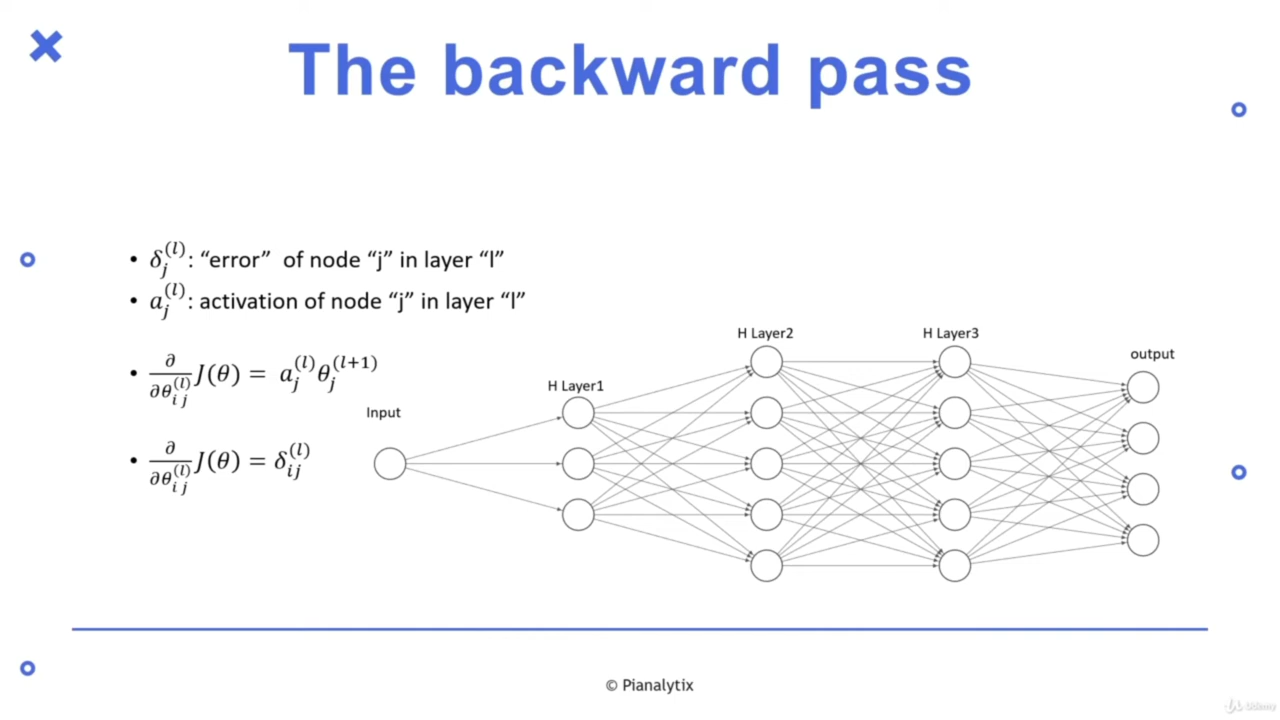 The backward pass
• δ_j^(l): “error” of node “j” in layer “l”
• a_j^(l): activation of node “j” in layer “l”
• ∂/∂θ_ij^(l) J(θ) = a_j^(l) θ_j^(l+1)
• ∂/∂θ_ij^(l) J(θ) = δ_ij^(l)
Input
H Layer1
H Layer2
H Layer3
output
© Pianalytix
Udemy